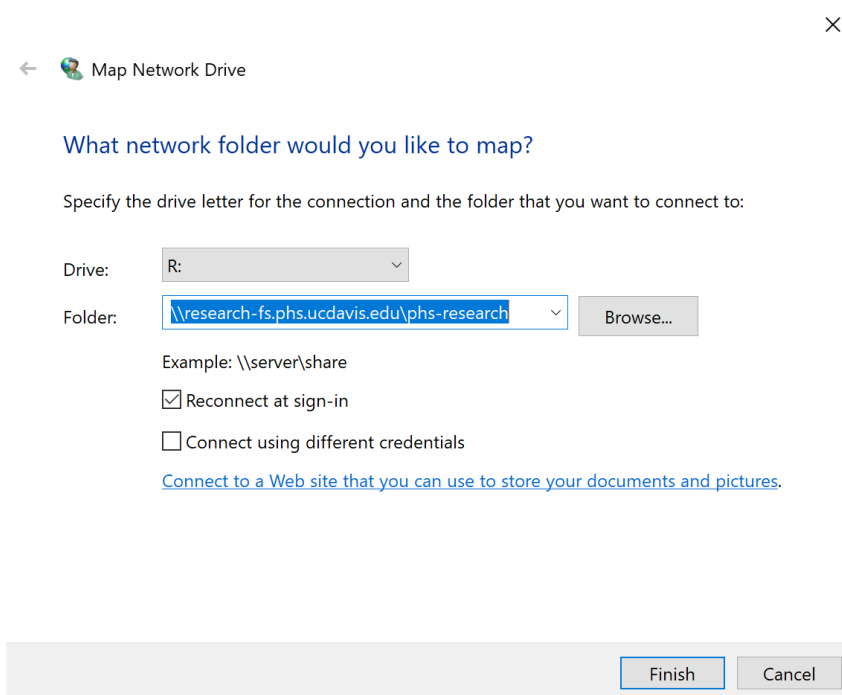 Map Network Drive
What network folder would you like to map?
Specify the drive letter for the connection and the folder that you want to connect to:
Drive: R:
Folder: \\research-fs.phs.ucdavis.edu\phs-research Browse...
Example: \\server\share
Reconnect at sign-in
Connect using different credentials
Connect to a Web site that you can use to store your documents and pictures.
Finish Cancel